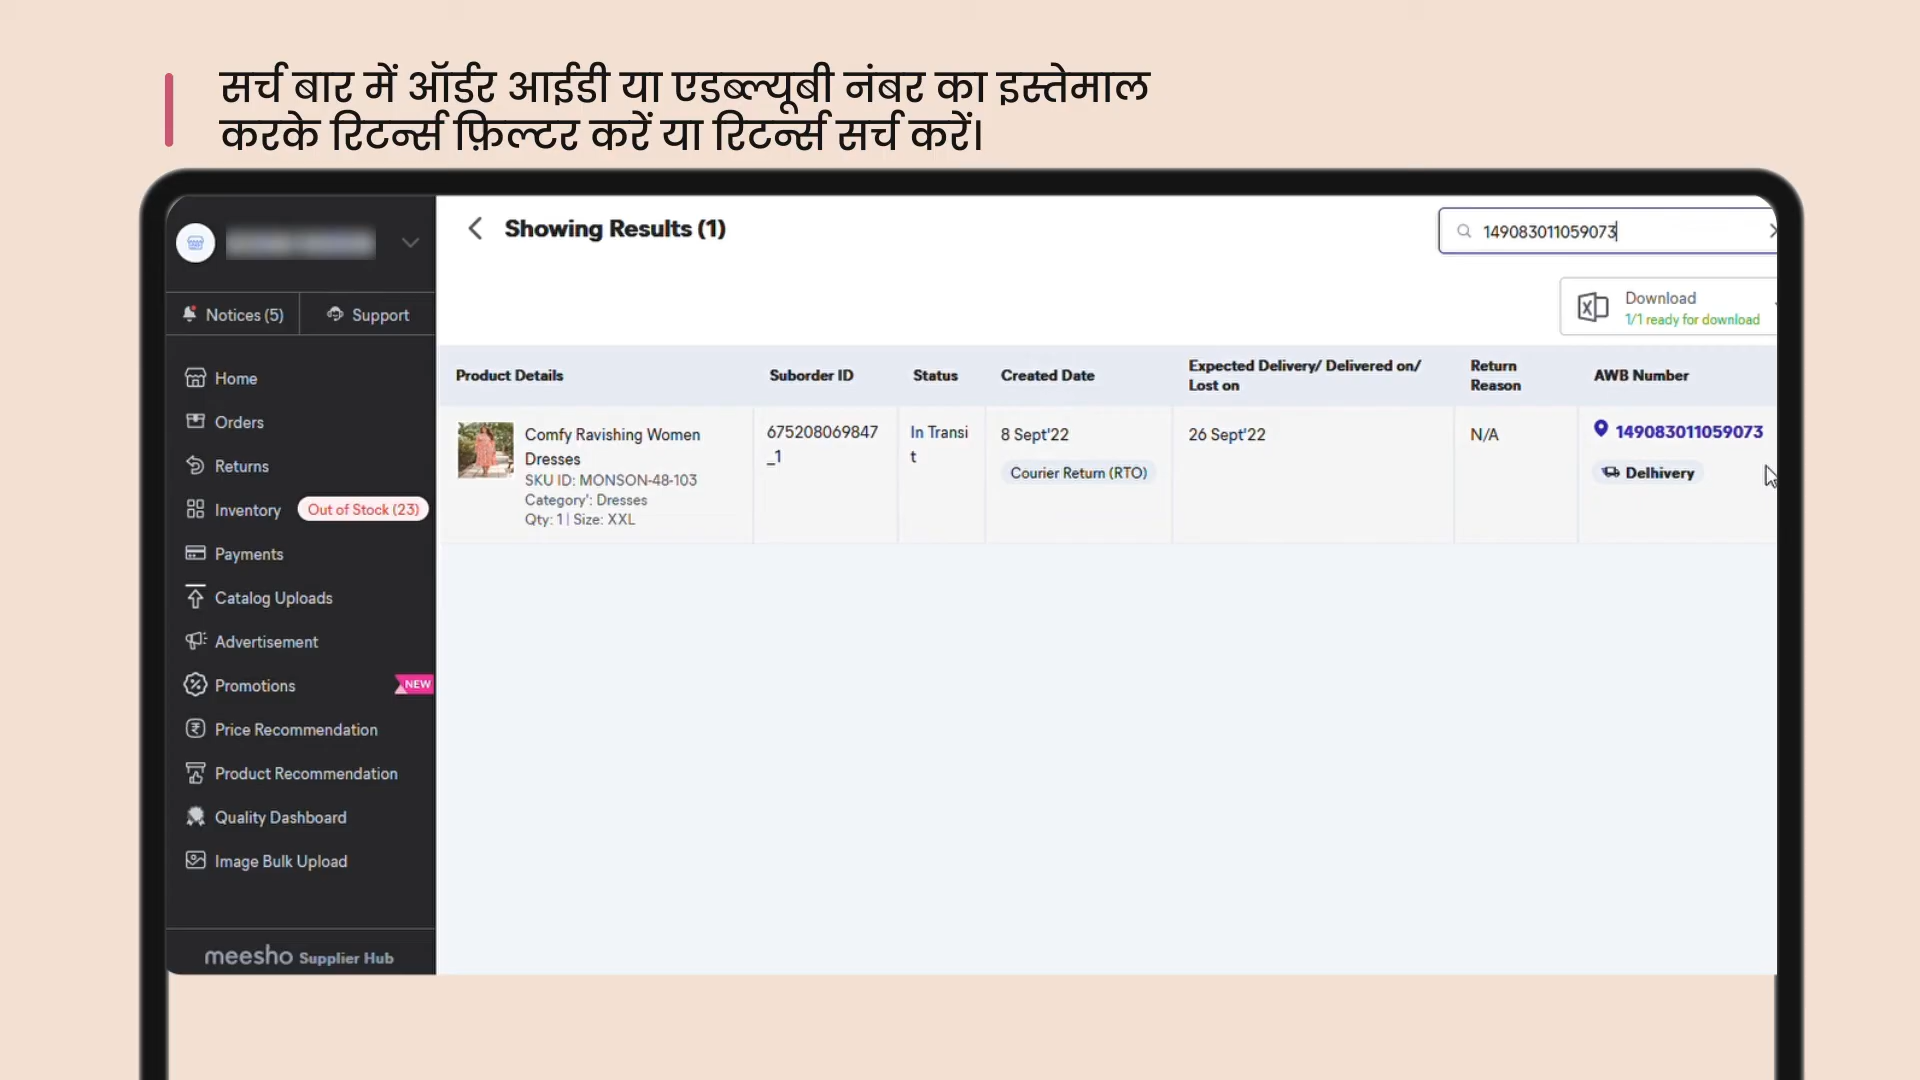 सर्च बार में ऑर्डर आईडी या एडब्ल्यूबी नंबर का इस्तेमाल
करके रिटर्न्स फ़िल्टर करें या रिटर्न्स सर्च करें।
Showing Results (1)
149083011059073
Notices (5)
Support
Download
1/1 ready for download
Home
Orders
Returns
Inventory
Out of Stock (23)
Payments
Catalog Uploads
Advertisement
Promotions
NEW
Price Recommendation
Product Recommendation
Quality Dashboard
Image Bulk Upload
meesho Supplier Hub
Product Details
Suborder ID
Status
Created Date
Expected Delivery/ Delivered on/
Lost on
Return
Reason
AWB Number
Comfy Ravishing Women
Dresses
SKU ID: MONSON-48-103
Category': Dresses
Qty: 1 | Size: XXL
675208069847
_1
In Transi
t
8 Sept'22
Courier Return (RTO)
26 Sept'22
N/A
149083011059073
Delhivery